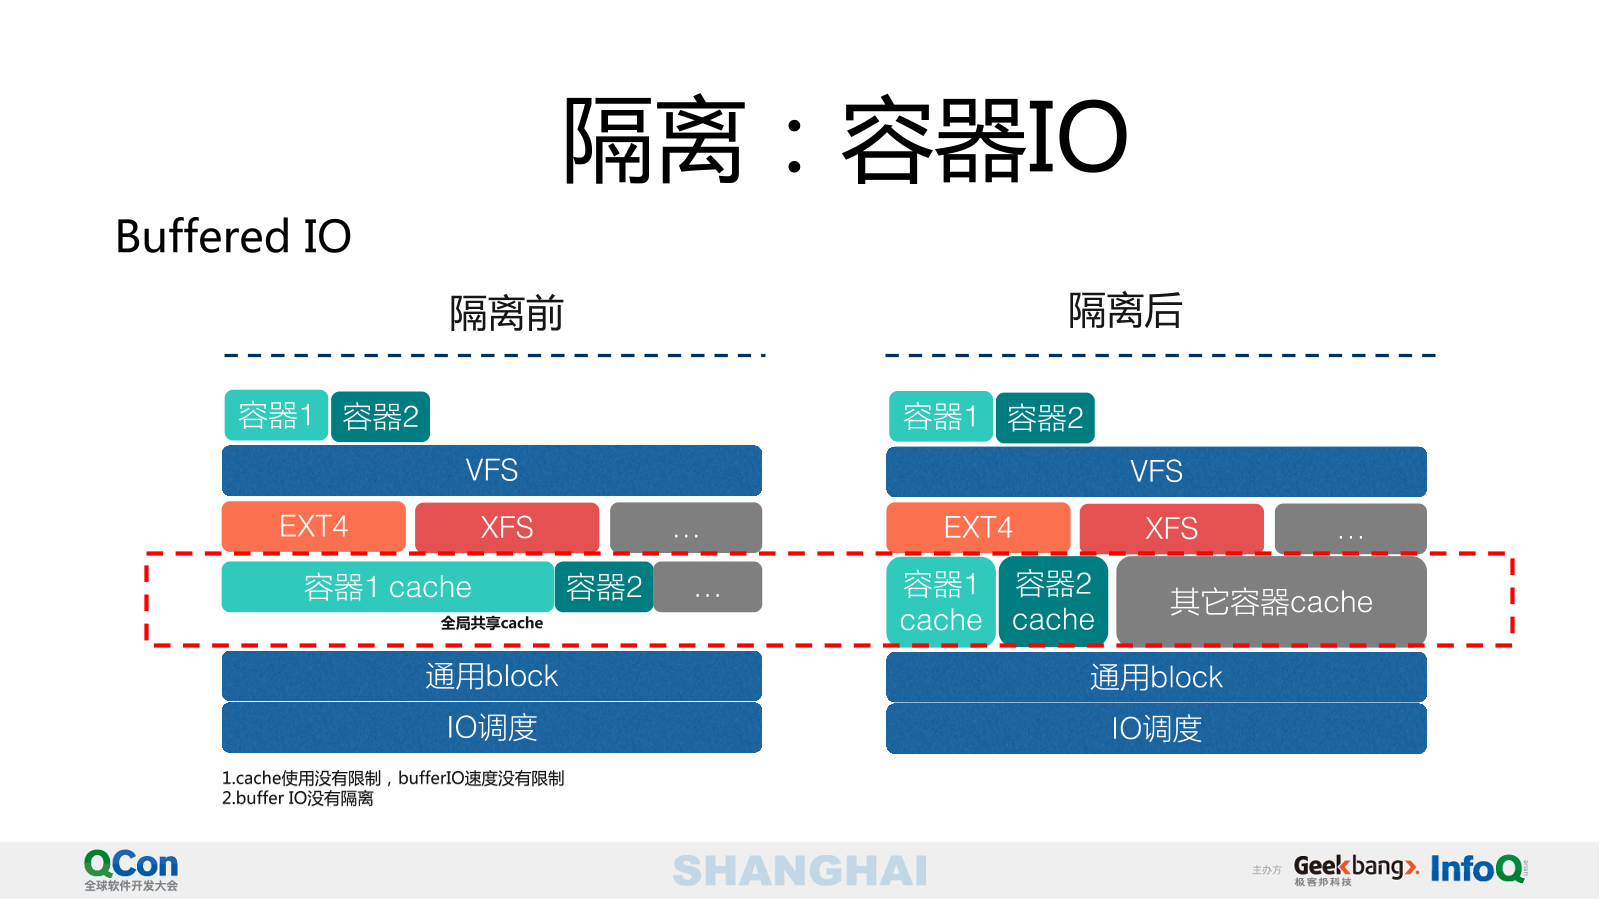 隔离：容器IO
Buffered IO
隔离前
容器1
容器2
VFS
EXT4
XFS
...
容器1 cache
容器2
...
全局共享cache
通用block
IO调度
1.cache使用没有限制，bufferIO速度没有限制
2.buffer IO没有隔离
隔离后
容器1
容器2
VFS
EXT4
XFS
...
容器1
cache
容器2
cache
其它容器cache
通用block
IO调度
QCon
全球软件开发大会
SHANGHAI
主办方
Geekbang>.
极客邦科技
InfoQ